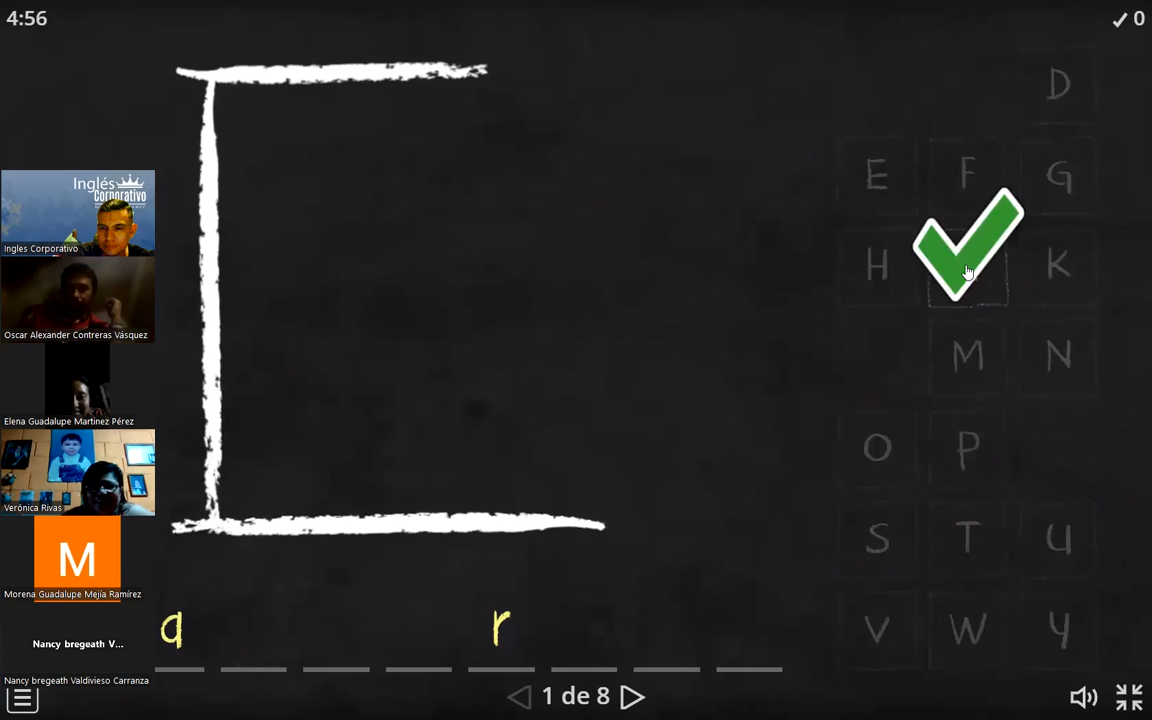 4:56
✓ 0
D
E F G
H K
M N
O P
S T U
V W Y
Inglés
Corporativo
Ingles Corporativo
Oscar Alexander Contreras Vásquez
Elena Guadalupe Martinez Pérez
Verónica Rivas
M
Morena Guadalupe Mejía Ramírez
Nancy bregeath V...
Nancy bregeath Valdivieso Carranza
a r
1 de 8